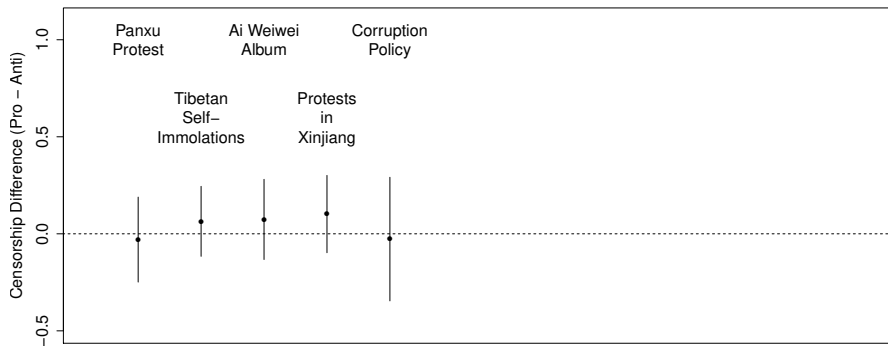 Panxu
Protest
Ai Weiwei
Album
Corruption
Policy
Tibetan
Self−
Immolations
Protests
in
Xinjiang
Censorship Difference (Pro − Anti)
1.0
0.5
0.0
−0.5